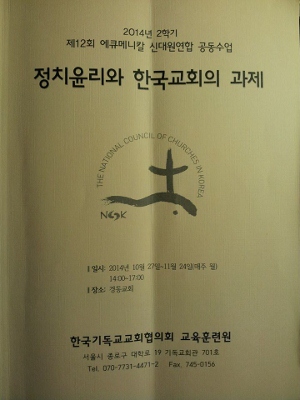 2014년 2학기
제12회 에큐메니칼 신대원연합 공동수업
정치윤리와 한국교회의 과제
THE NATIONAL COUNCIL OF CHURCHES IN KOREA
NCCK
일시: 2014년 10월 27일-11월 24일(매주 월)
14:00-17:00
장소: 경동교회
한국기독교교회협의회 교육훈련원
서울시 종로구 대학로 19 기독교회관 701호
Tel. 070-7731-4471-2 Fax. 745-0156